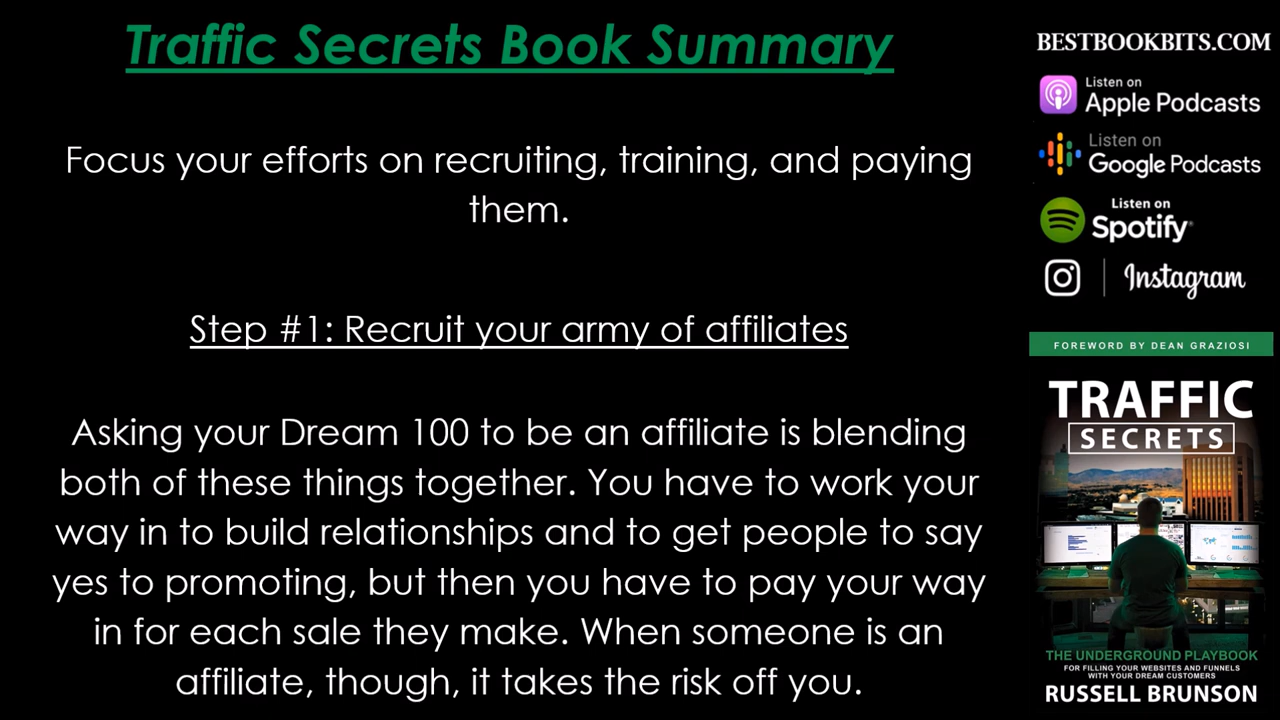 Traffic Secrets Book Summary
Focus your efforts on recruiting, training, and paying
them.
Step #1: Recruit your army of affiliates
Asking your Dream 100 to be an affiliate is blending
both of these things together. You have to work your
way in to build relationships and to get people to say
yes to promoting, but then you have to pay your way
in for each sale they make. When someone is an
affiliate, though, it takes the risk off you.
BESTBOOKBITS.COM
Listen on
Apple Podcasts
Listen on
Google Podcasts
Listen on
Spotify
Instagram
FOREWORD BY DEAN GRAZIOSI
TRAFFIC
SECRETS
THE UNDERGROUND PLAYBOOK
FOR FILLING YOUR WEBSITES AND FUNNELS
WITH YOUR DREAM CUSTOMERS
RUSSELL BRUNSON